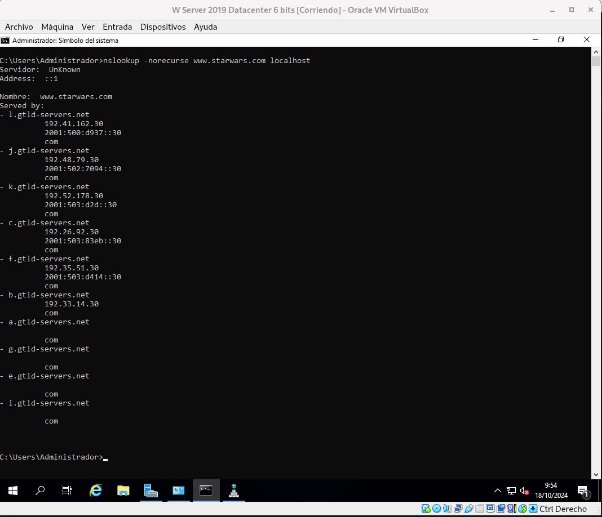 W Server 2019 Datacenter 6 bits [Corriendo] - Oracle VM VirtualBox
Archivo Máquina Ver Entrada Dispositivos Ayuda
Administrador: Símbolo del sistema
C:\Users\Administrador>nslookup -norecurse www.starwars.com localhost
Servidor:  UnKnown
Address:  ::1
Nombre:  www.starwars.com
Served by:
- l.gtld-servers.net
192.41.162.30
2001:500:d937::30
com
- j.gtld-servers.net
192.48.79.30
2001:502:7094::30
com
- k.gtld-servers.net
192.52.178.30
2001:503:d2d::30
com
- c.gtld-servers.net
192.26.92.30
2001:503:83eb::30
com
- f.gtld-servers.net
192.35.51.30
2001:503:d414::30
com
- b.gtld-servers.net
192.33.14.30
com
- a.gtld-servers.net
com
- g.gtld-servers.net
com
- e.gtld-servers.net
com
- i.gtld-servers.net
com
C:\Users\Administrador>
9:54
18/10/2024
Ctrl Derecho